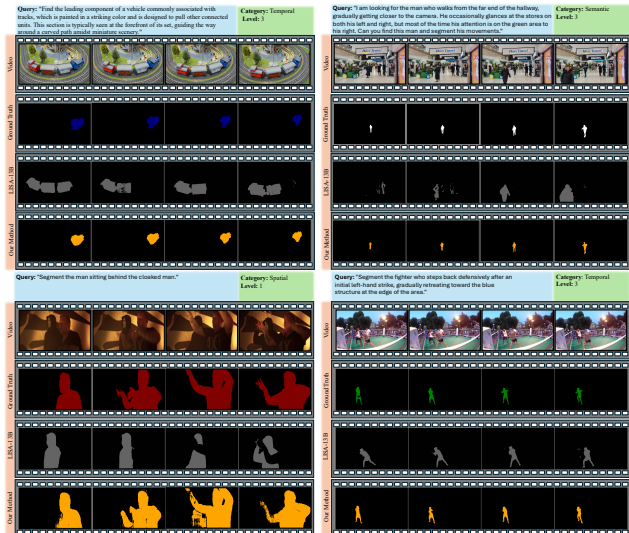 Query: "Find the leading component of a vehicle commonly associated with
tracks, which is painted in a striking color and is designed to pull other connected
units. This section is typically seen at the forefront of its set, guiding the way
around a curved path amidst miniature scenery."
Category: Temporal
Level: 3
Video
Ground Truth
LISA-13B
Our Method
Query: "I am looking for the man who walks from the far end of the hallway,
gradually getting closer to the camera. He occasionally glances at the stores on
both his left and right, but most of the time his attention is on the green area to
his right. Can you find this man and segment his movements."
Category: Semantic
Level: 3
Video
Ground Truth
LISA-13B
Our Method
Query: "Segment the man sitting behind the cloaked man."
Category: Spatial
Level: 1
Video
Ground Truth
LISA-13B
Our Method
Query: "Segment the fighter who steps back defensively after an
initial left-hand strike, gradually retreating toward the blue
structure at the edge of the area."
Category: Temporal
Level: 3
Video
Ground Truth
LISA-13B
Our Method